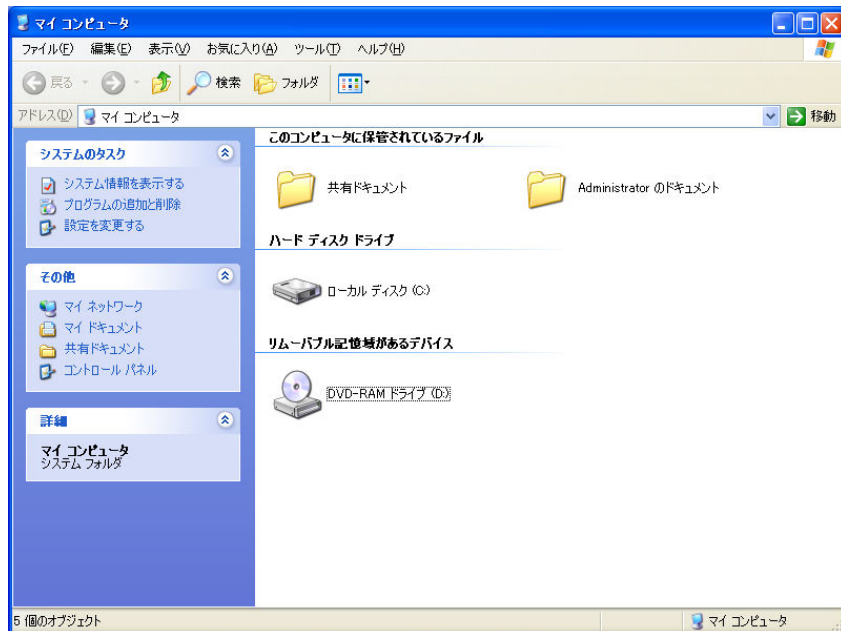 マイ コンピュータ
ファイル(F) 編集(E) 表示(V) お気に入り(A) ツール(T) ヘルプ(H)
戻る 検索 フォルダ
アドレス(D) マイ コンピュータ 移動
システムのタスク
システム情報を表示する
プログラムの追加と削除
設定を変更する
その他
マイ ネットワーク
マイ ドキュメント
共有ドキュメント
コントロール パネル
詳細
マイ コンピュータ
システム フォルダ
このコンピュータに保管されているファイル
共有ドキュメント Administrator のドキュメント
ハード ディスク ドライブ
ローカル ディスク (C:)
リムーバブル記憶域があるデバイス
DVD-RAM ドライブ (D:)
5 個のオブジェクト マイ コンピュータ